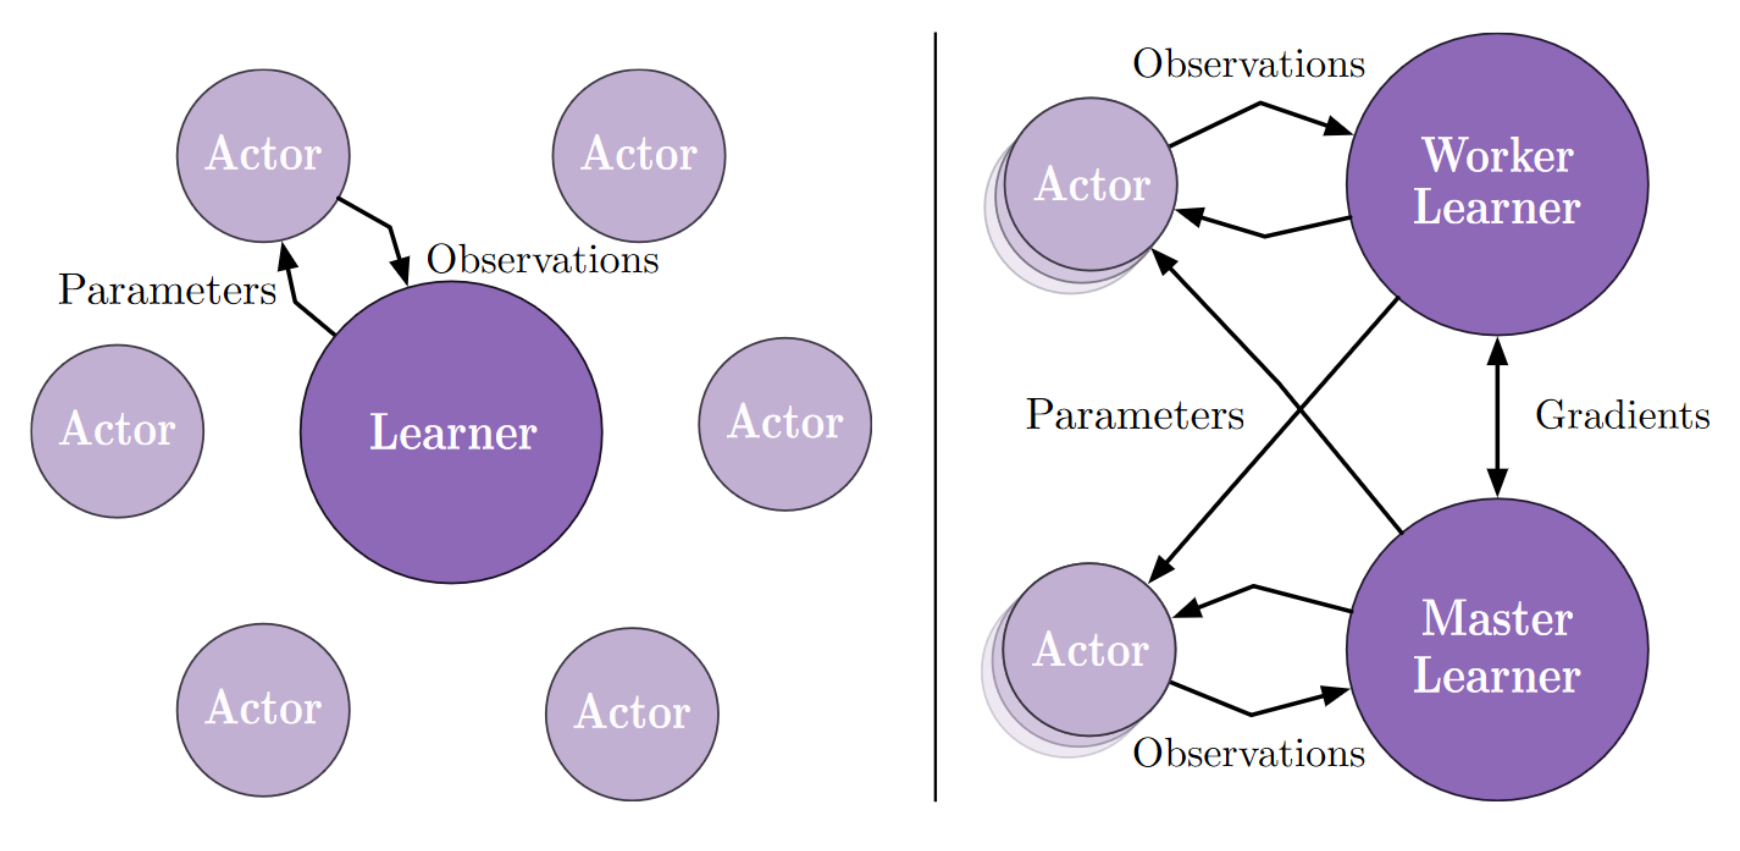 Actor
Actor
Observations
Parameters
Actor
Learner
Actor
Actor
Actor
Observations
Actor
Worker
Learner
Parameters
Gradients
Actor
Master
Learner
Observations